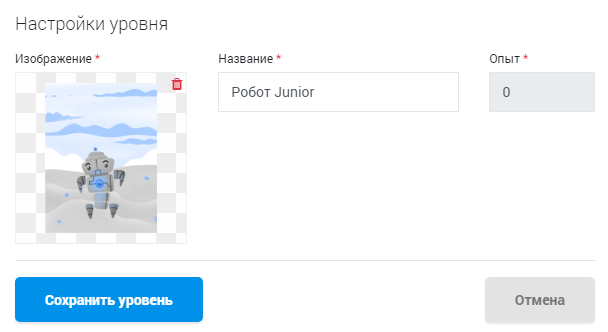 Настройки уровня
Изображение *
Название *
Опыт *
Робот Junior
0
Сохранить уровень
Отмена